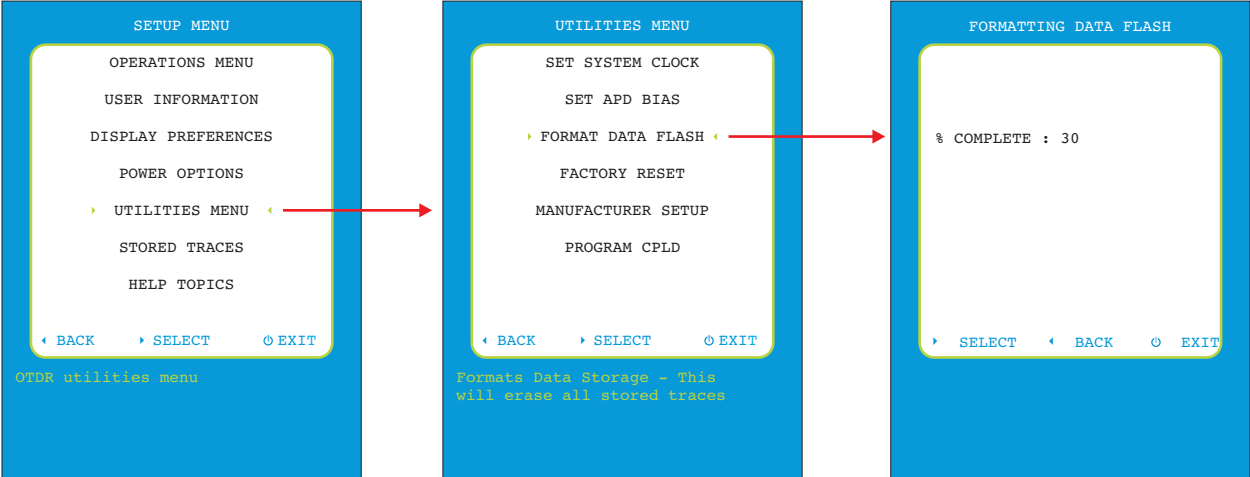 SETUP MENU
OPERATIONS MENU
USER INFORMATION
DISPLAY PREFERENCES
POWER OPTIONS
UTILITIES MENU
STORED TRACES
HELP TOPICS
BACK SELECT EXIT
OTDR utilities menu
UTILITIES MENU
SET SYSTEM CLOCK
SET APD BIAS
FORMAT DATA FLASH
FACTORY RESET
MANUFACTURER SETUP
PROGRAM CPLD
BACK SELECT EXIT
Formats Data Storage – This
will erase all stored traces
FORMATTING DATA FLASH
% COMPLETE : 30
SELECT BACK EXIT